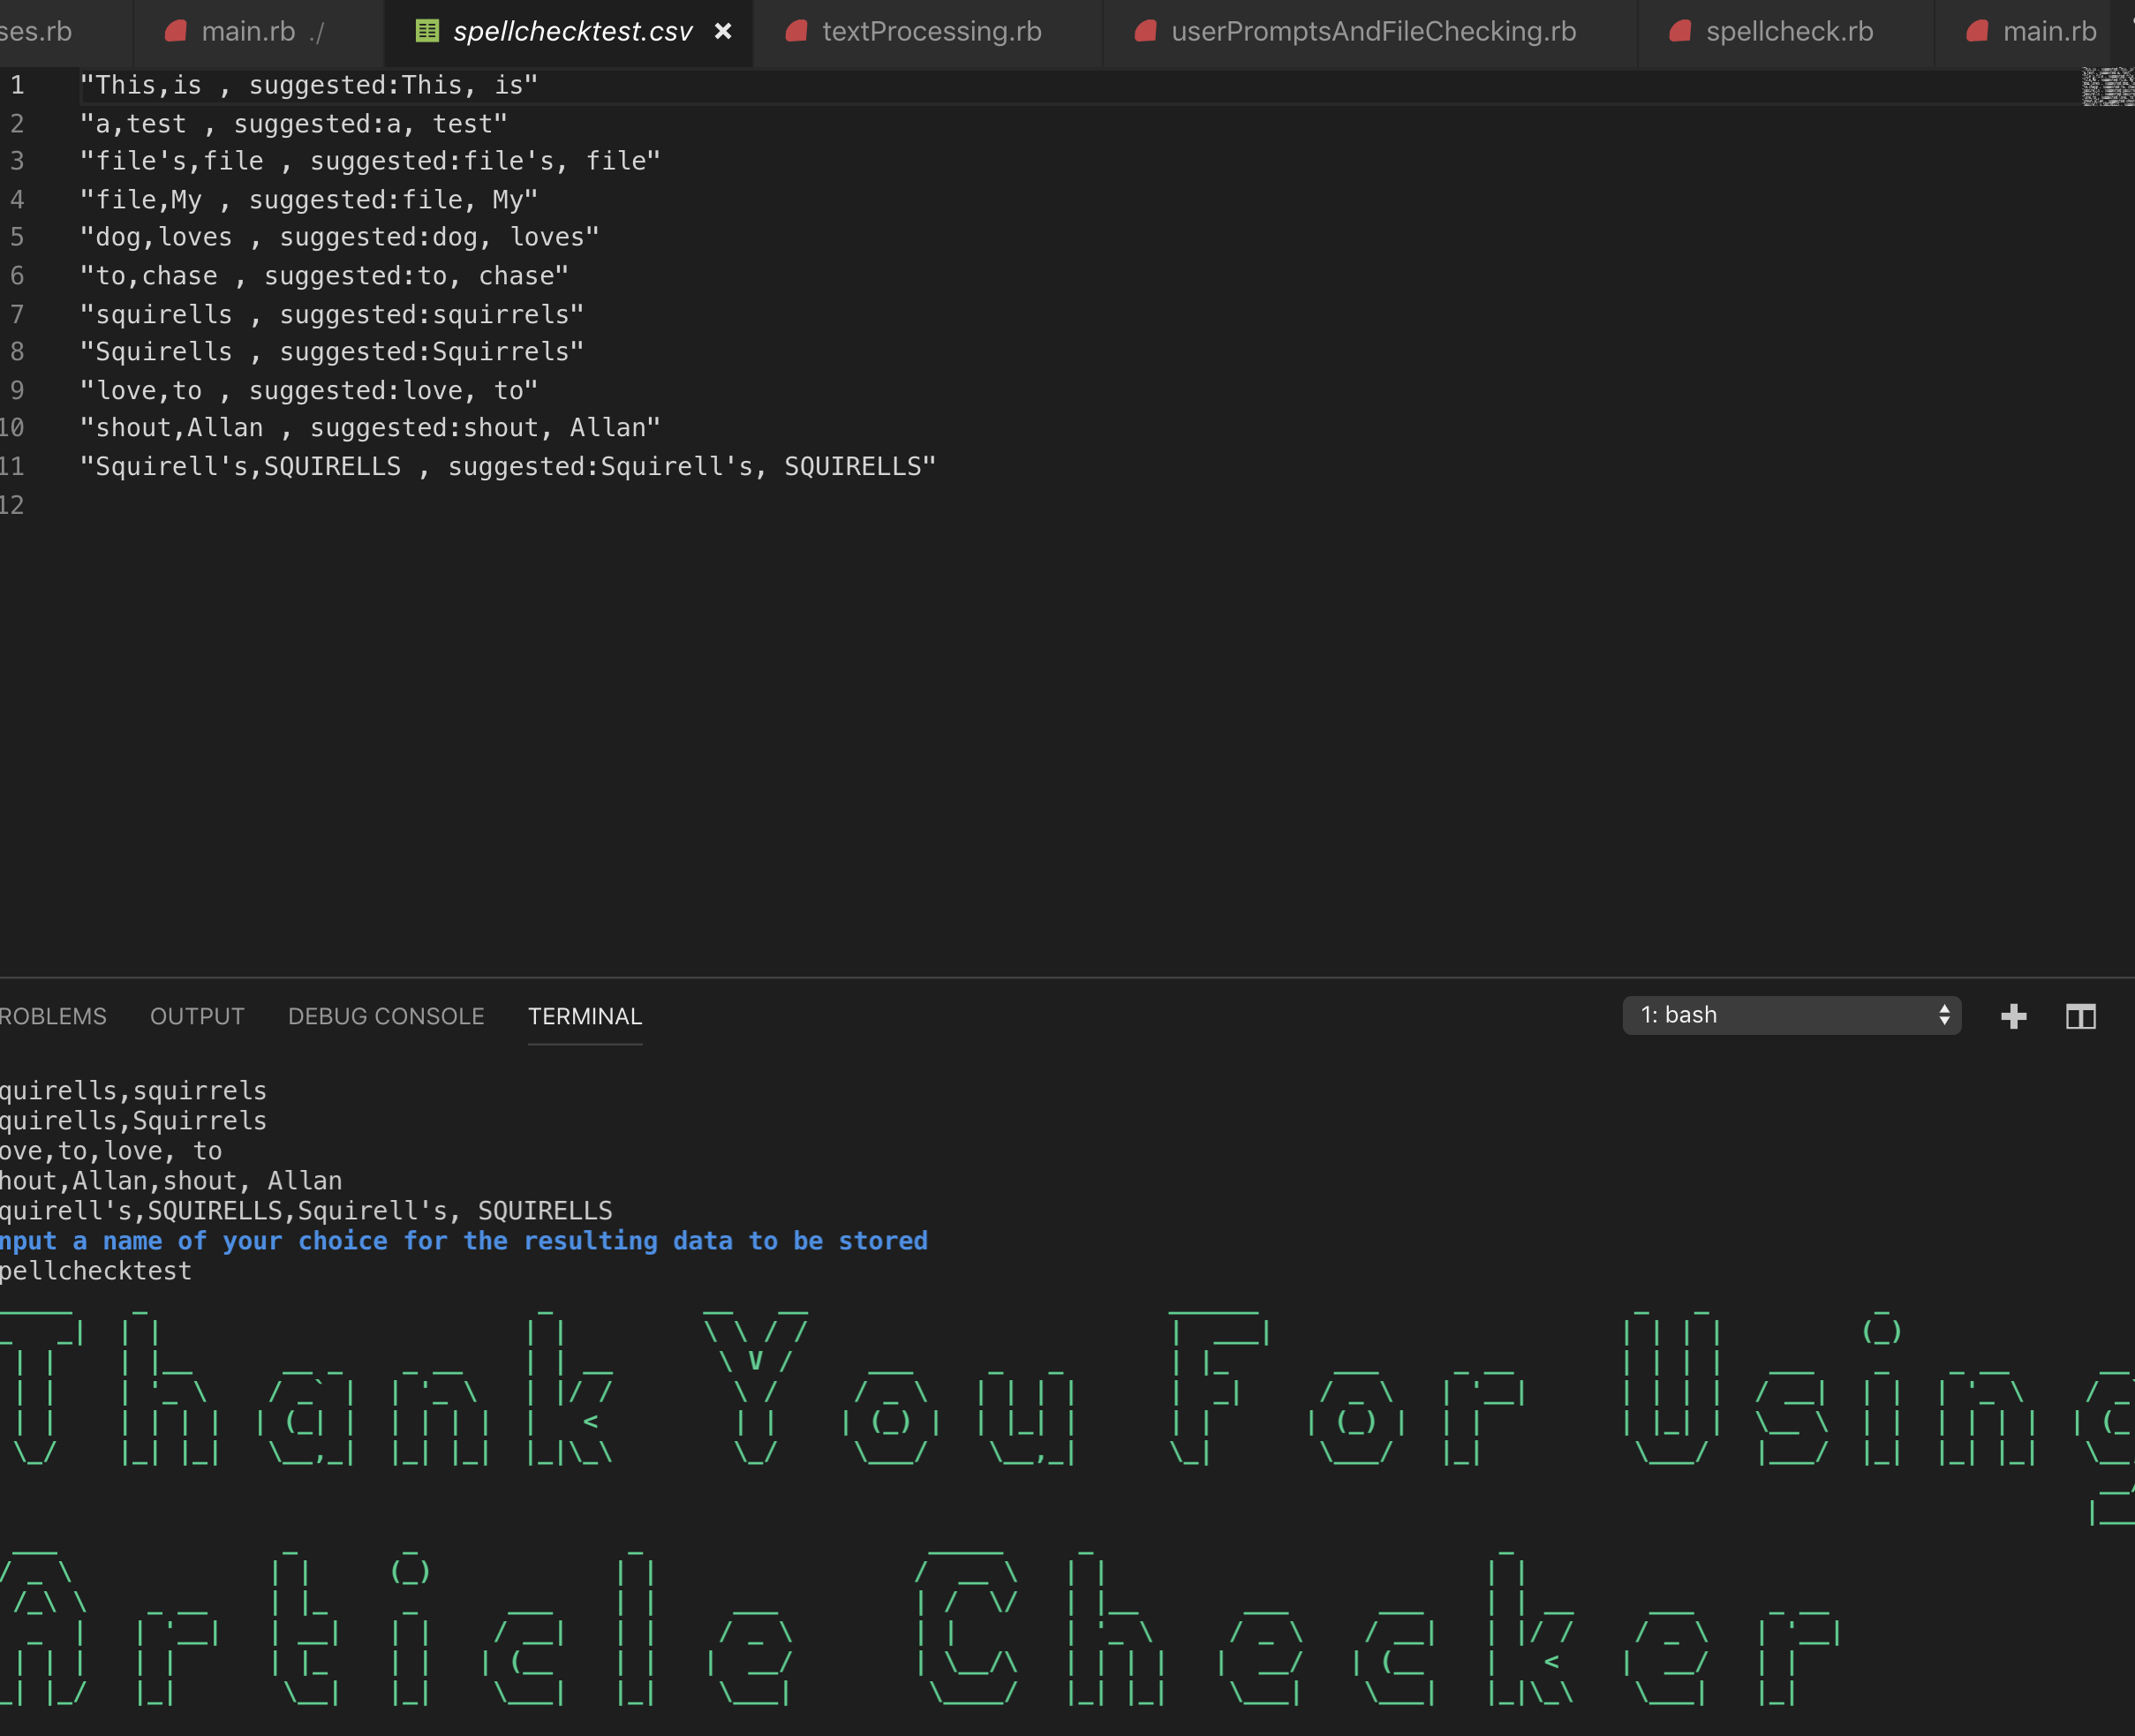 ses.rb main.rb ./ spellchecktest.csv textProcessing.rb userPromptsAndFileChecking.rb spellcheck.rb main.rb
1 "This,is , suggested:This, is"
2 "a,test , suggested:a, test"
3 "file's,file , suggested:file's, file"
4 "file,My , suggested:file, My"
5 "dog,loves , suggested:dog, loves"
6 "to,chase , suggested:to, chase"
7 "squirells , suggested:squirrels"
8 "Squirells , suggested:Squirrels"
9 "love,to , suggested:love, to"
10 "shout,Allan , suggested:shout, Allan"
11 "Squirell's,SQUIRELLS , suggested:Squirell's, SQUIRELLS"
12
ROBLEMS OUTPUT DEBUG CONSOLE TERMINAL 1: bash
quirells,squirrels
quirells,Squirrels
ove,to,love, to
hout,Allan,shout, Allan
quirell's,SQUIRELLS,Squirell's, SQUIRELLS
nput a name of your choice for the resulting data to be stored
pellchecktest
Thank You For Using
Article Checker